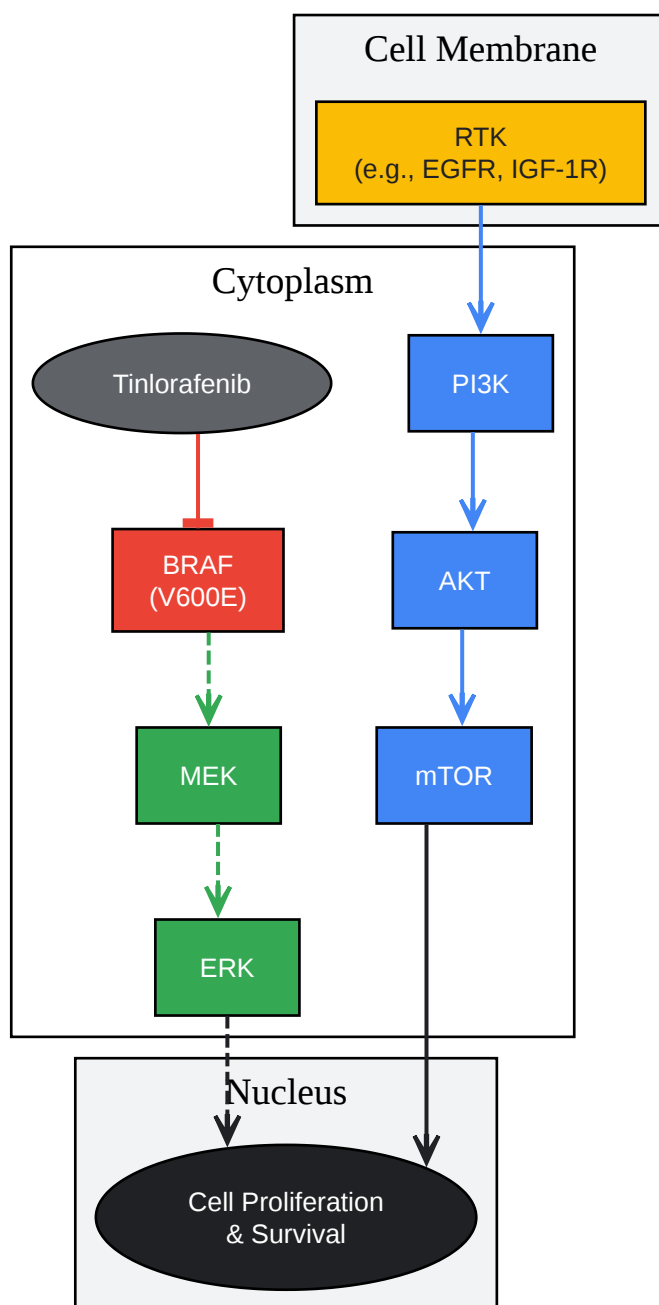 Cell Membrane
RTK
(e.g., EGFR, IGF-1R)
Cytoplasm
Tinlorafenib
PI3K
BRAF
(V600E)
AKT
MEK
mTOR
ERK
Nucleus
Cell Proliferation
& Survival